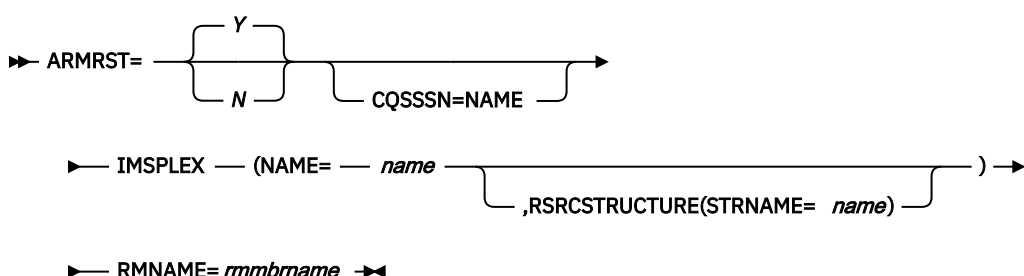 Y
ARMRST=
N
CQSSSN=NAME
IMSPLEX (NAME= name )
,RSRCSTRUCTURE(STRNAME= name)
RMNAME= rmmbrname